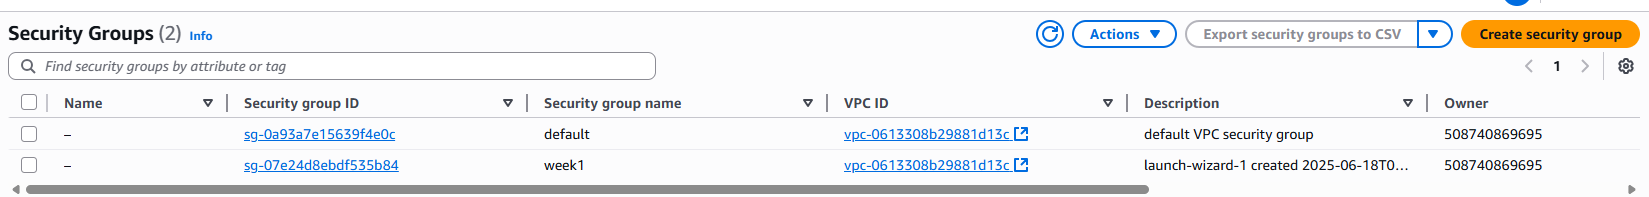 Security Groups (2) Info
Actions Export security groups to CSV Create security group
Find security groups by attribute or tag 1
Name Security group ID Security group name VPC ID Description Owner
– sg-0a93a7e15639f4e0c default vpc-0613308b29881d13c default VPC security group 508740869695
– sg-07e24d8ebdf535b84 week1 vpc-0613308b29881d13c launch-wizard-1 created 2025-06-18T0... 508740869695